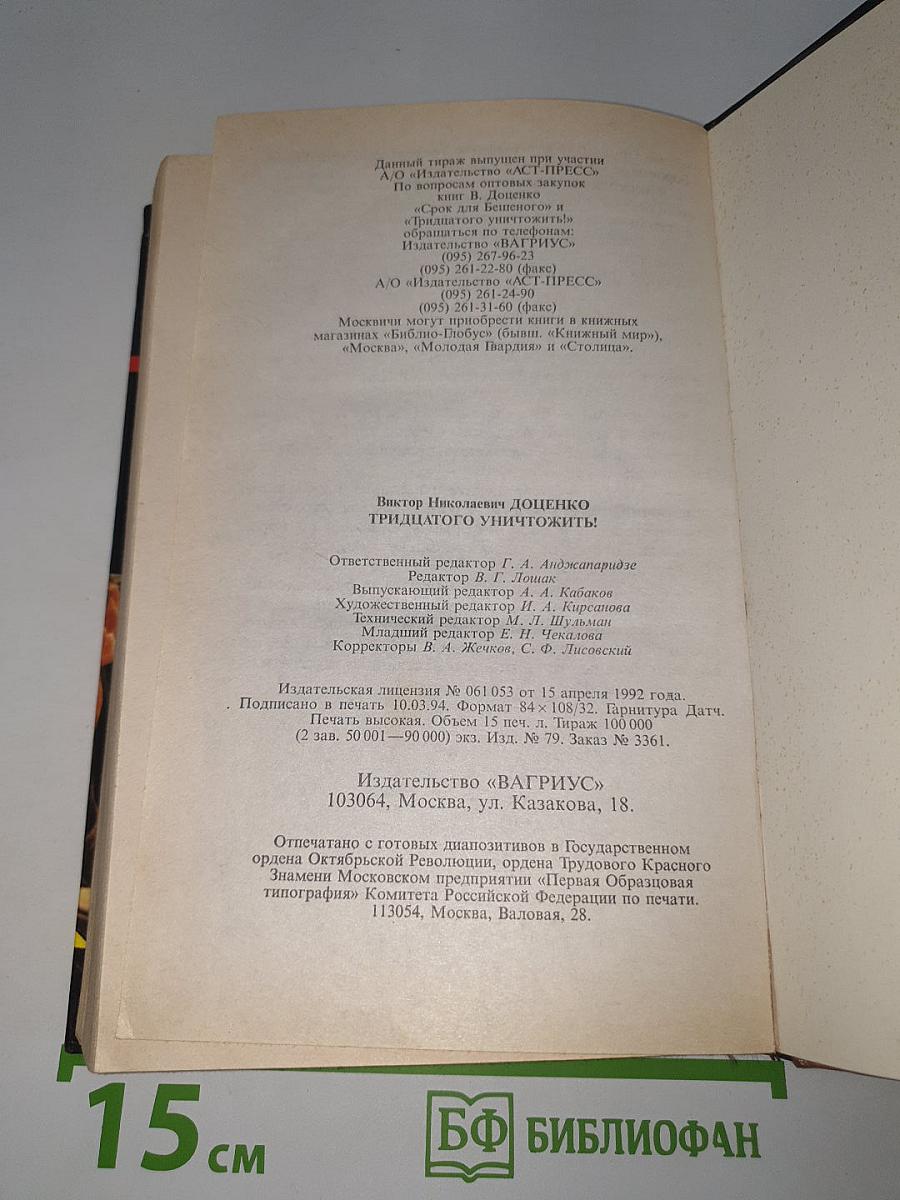 Данный тираж выпущен при участии
А/О «Издательство «АСТ-ПРЕСС»
По вопросам оптовых закупок
книг В. Доценко
«Срок для Бешеного» и
«Тридцатого уничтожить!»
обращаться по телефонам:
Издательство «ВАГРИУС»
(095) 267-96-23
(095) 261-22-80 (факс)
А/О «Издательство «АСТ-ПРЕСС»
(095) 261-24-90
(095) 261-31-60 (факс)
Москвичи могут приобрести книги в книжных
магазинах «Библио-Глобус» (бывш. «Книжный мир»),
«Москва», «Молодая Гвардия» и «Столица».
Виктор Николаевич ДОЦЕНКО
ТРИДЦАТОГО УНИЧТОЖИТЬ!
Ответственный редактор Г. А. Анджапаридзе
Редактор В. Г. Лошак
Выпускающий редактор А. А. Кабаков
Художественный редактор И. А. Кирсанова
Технический редактор М. Л. Шульман
Младший редактор Е. Н. Чекалова
Корректоры В. А. Жечков, С. Ф. Лисовский
Издательская лицензия № 061053 от 15 апреля 1992 года.
Подписано в печать 10.03.94. Формат 84×108/32. Гарнитура Датч.
Печать высокая. Объем 15 печ. л. Тираж 100 000
(2 зав. 50 001—90 000) экз. Изд. № 79. Заказ № 3361.
Издательство «ВАГРИУС»
103064, Москва, ул. Казакова, 18.
Отпечатано с готовых диапозитивов в Государственном
ордена Октябрьской Революции, ордена Трудового Красного
Знамени Московском предприятии «Первая Образцовая
типография» Комитета Российской Федерации по печати.
113054, Москва, Валовая, 28.
15 см
БФ БИБЛИОФАН